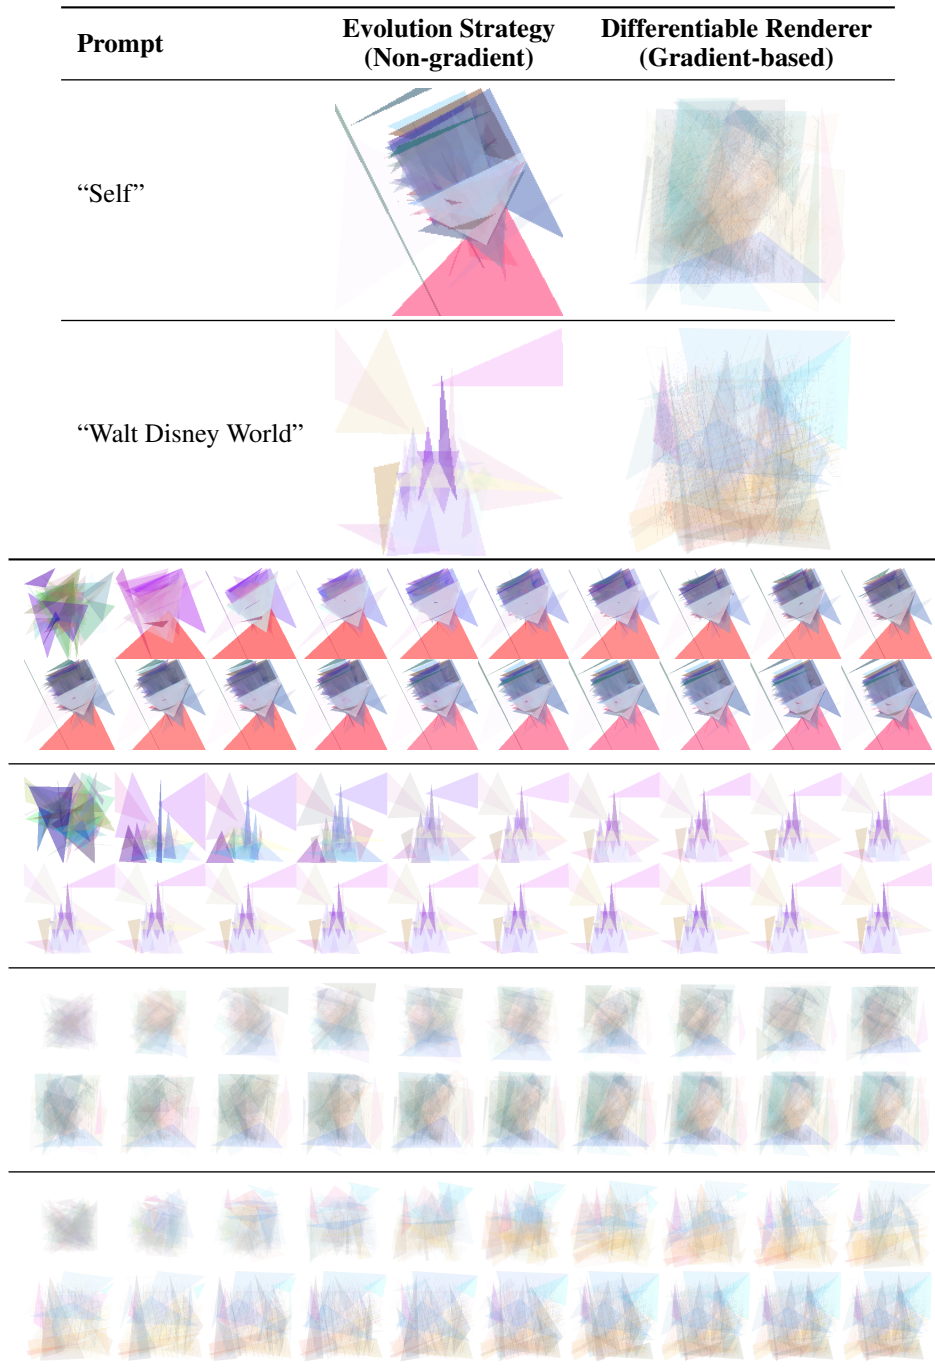 Prompt
Evolution Strategy
(Non-gradient)
Differentiable Renderer
(Gradient-based)
“Self”
“Walt Disney World”